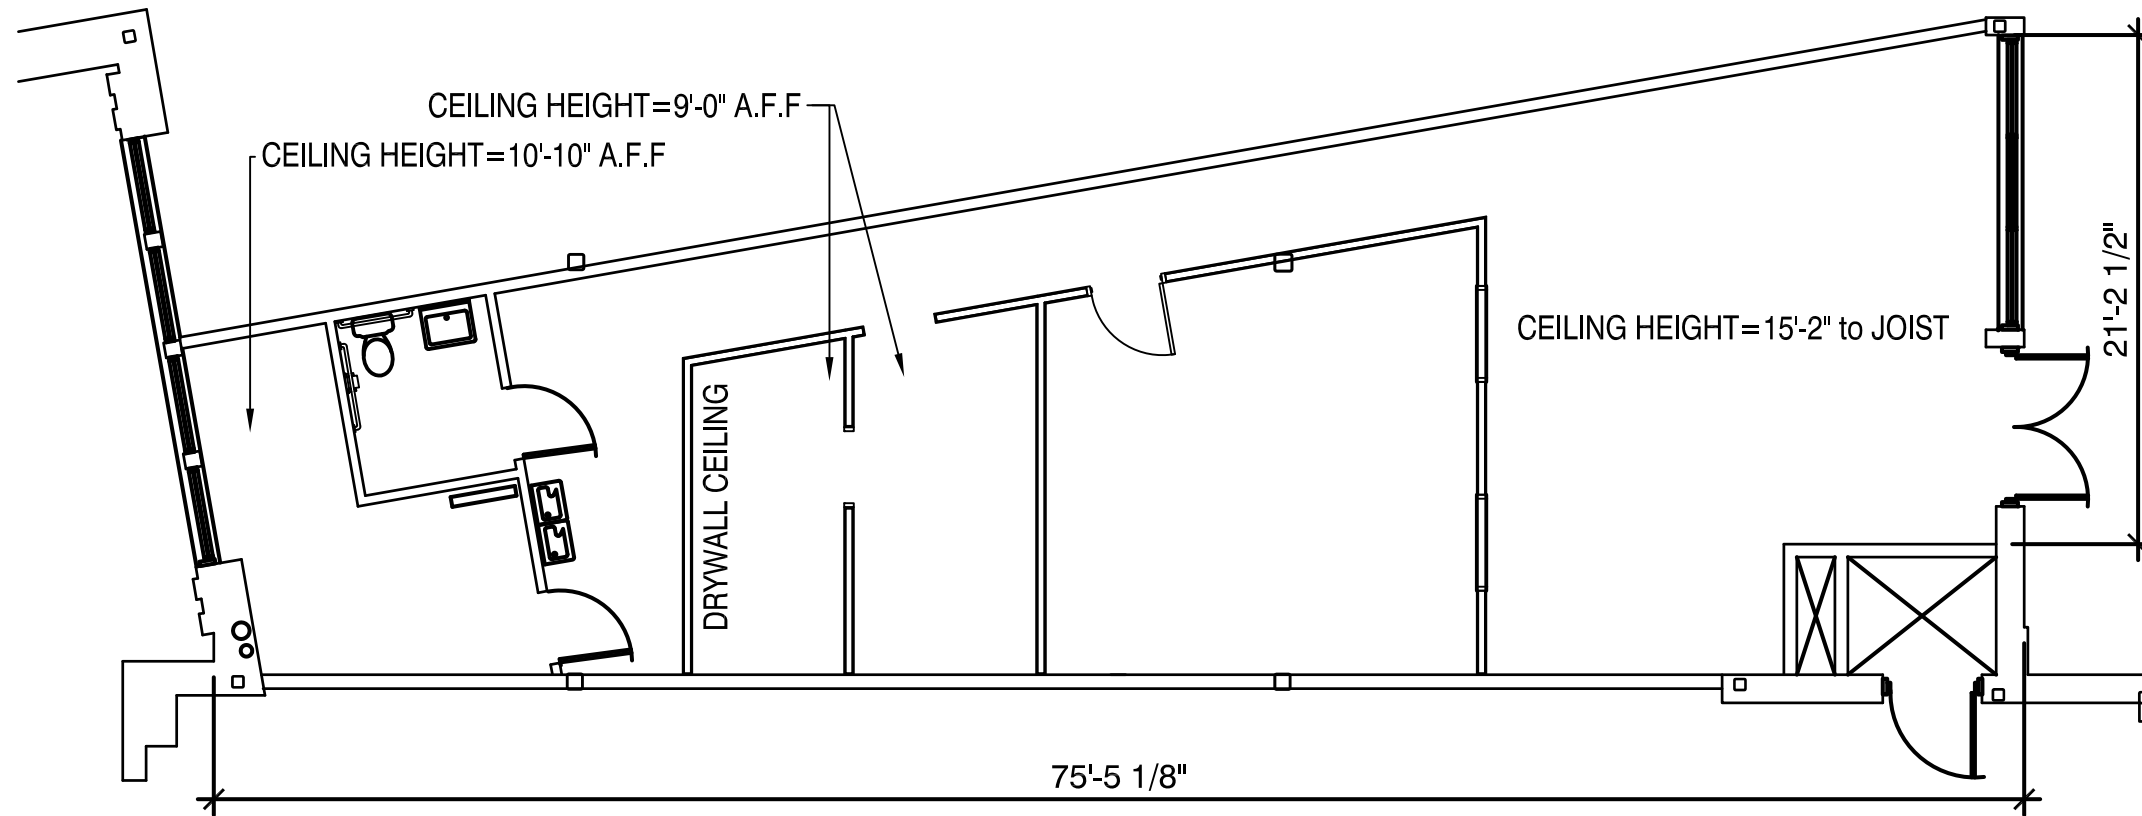 CEILING HEIGHT=9'-0" A.F.F
CEILING HEIGHT=10'-10" A.F.F
21'-2 1/2"
CEILING HEIGHT=15'-2" to JOIST
DRYWALL CEILING
75'-5 1/8"